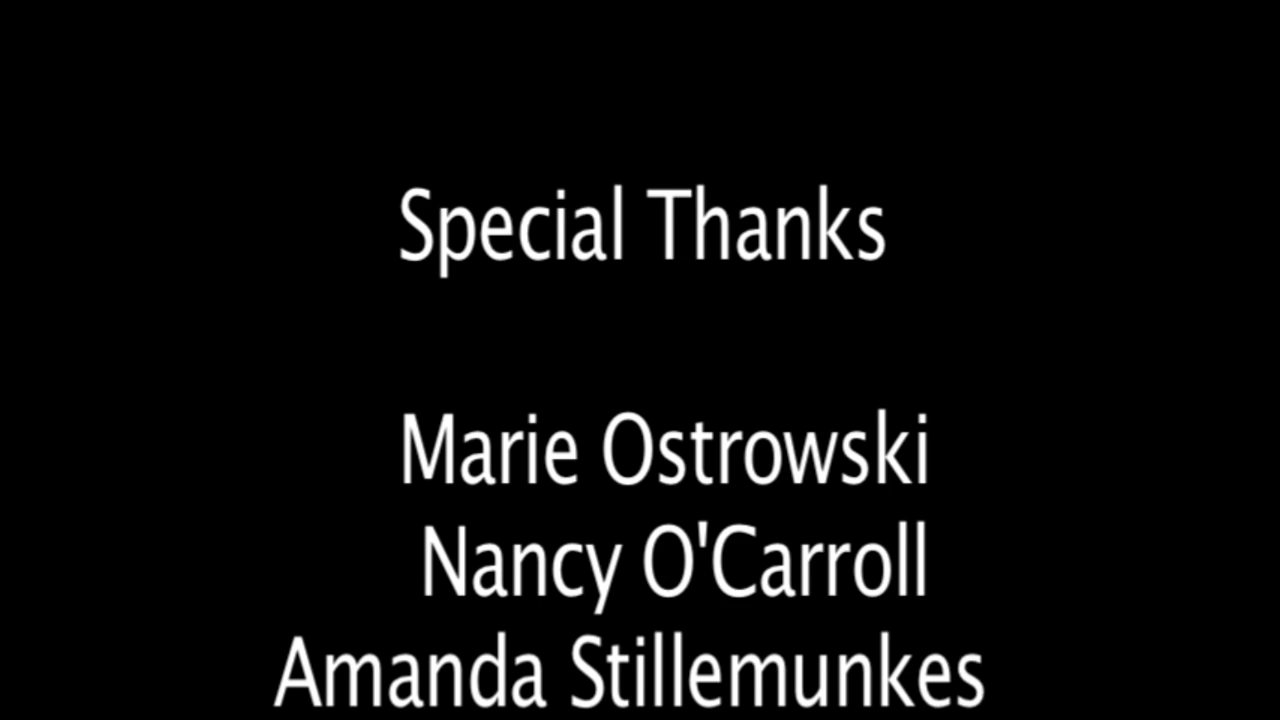 Special Thanks
Marie Ostrowski
Nancy O'Carroll
Amanda Stillemunkes